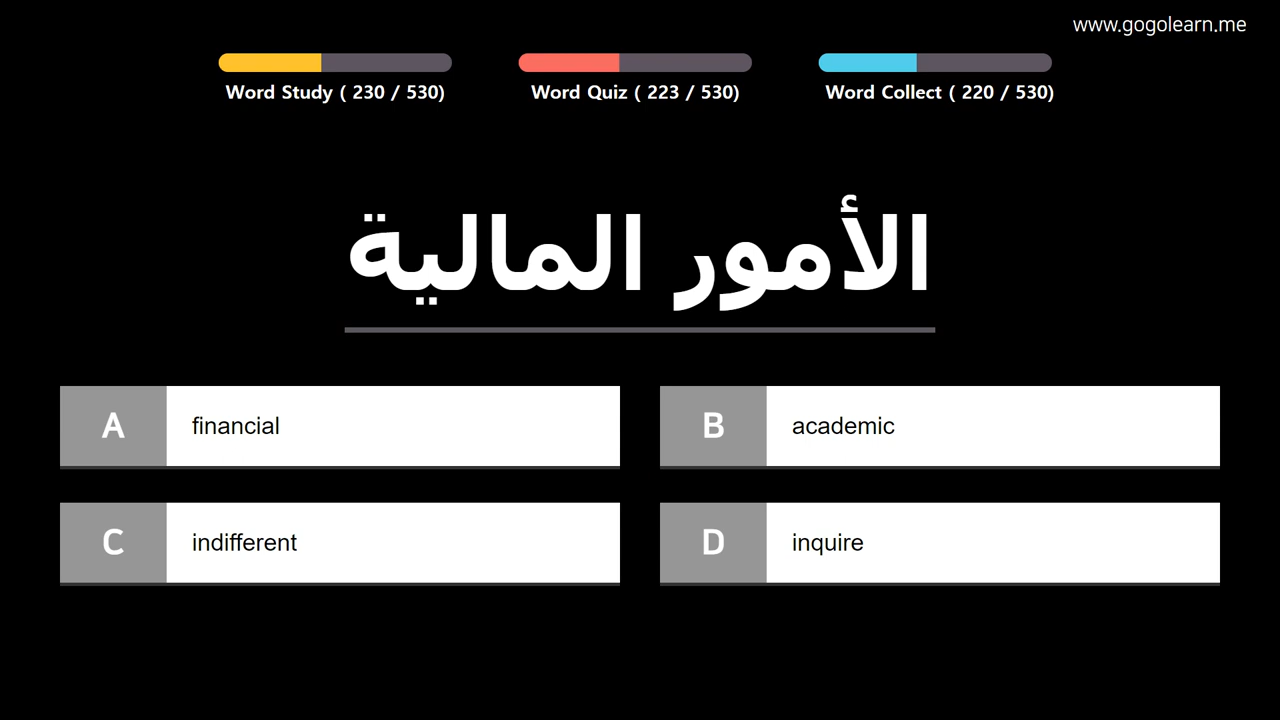 www.gogolearn.me
Word Study ( 230 / 530)
Word Quiz ( 223 / 530)
Word Collect ( 220 / 530)
الأمور المالية
A financial
B academic
C indifferent
D inquire